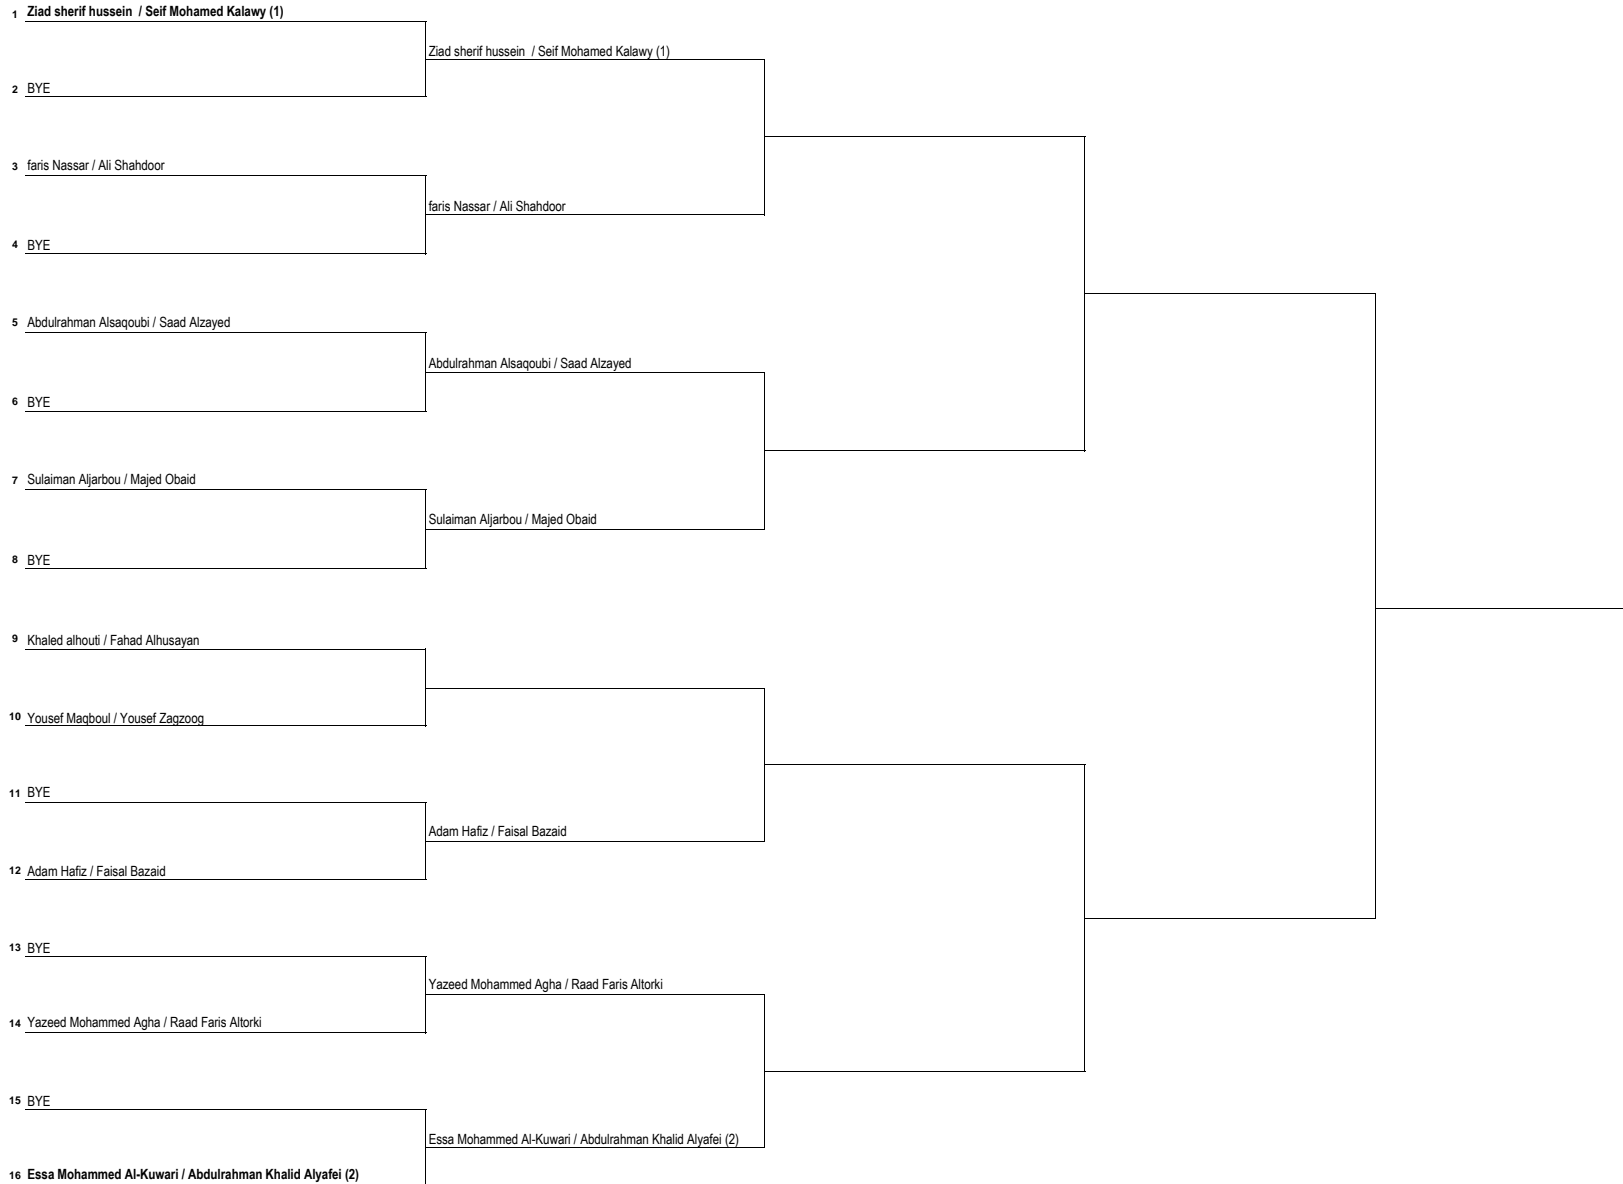 1 Ziad sherif hussein / Seif Mohamed Kalawy (1)
Ziad sherif hussein / Seif Mohamed Kalawy (1)
2 BYE
3 faris Nassar / Ali Shahdoor
faris Nassar / Ali Shahdoor
4 BYE
5 Abdulrahman Alsaqoubi / Saad Alzayed
Abdulrahman Alsaqoubi / Saad Alzayed
6 BYE
7 Sulaiman Aljarbou / Majed Obaid
Sulaiman Aljarbou / Majed Obaid
8 BYE
9 Khaled alhouti / Fahad Alhusayan
10 Yousef Maqboul / Yousef Zagzoog
11 BYE
Adam Hafiz / Faisal Bazaid
12 Adam Hafiz / Faisal Bazaid
13 BYE
Yazeed Mohammed Agha / Raad Faris Altorki
14 Yazeed Mohammed Agha / Raad Faris Altorki
15 BYE
Essa Mohammed Al-Kuwari / Abdulrahman Khalid Alyafei (2)
16 Essa Mohammed Al-Kuwari / Abdulrahman Khalid Alyafei (2)